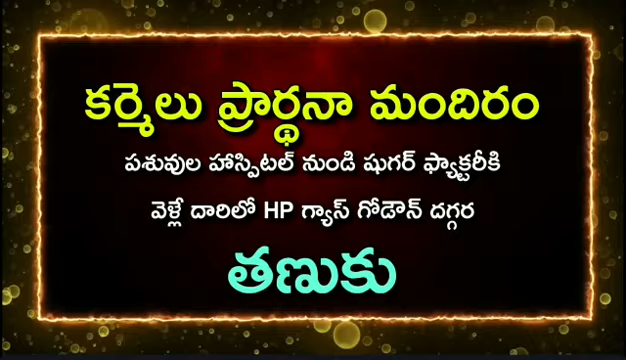 కర్మెలు ప్రార్థనా మందిరం
పశువుల హాస్పిటల్ నుండి షుగర్ ఫ్యాక్టరీకి
వెళ్లే దారిలో HP గ్యాస్ గోడౌన్ దగ్గర
తణుకు